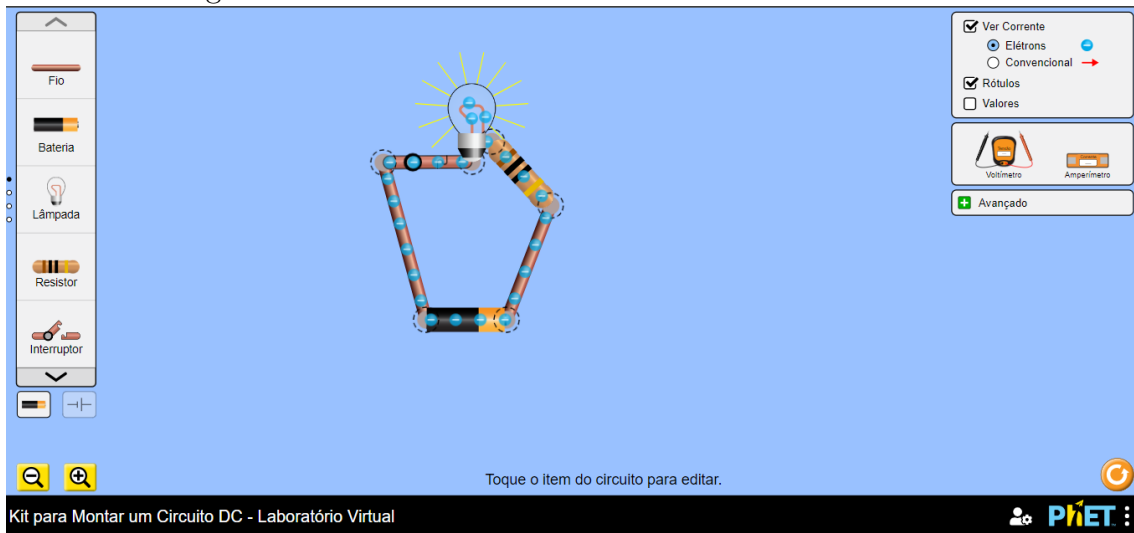 Fio
Bateria
Lâmpada
Resistor
Interruptor
Ver Corrente
Elétrons
Convencional
Rótulos
Valores
Voltímetro
Amperímetro
Avançado
Toque o item do circuito para editar.
Kit para Montar um Circuito DC - Laboratório Virtual
PhET